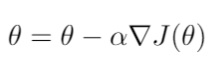 θ = θ − α∇J(θ)